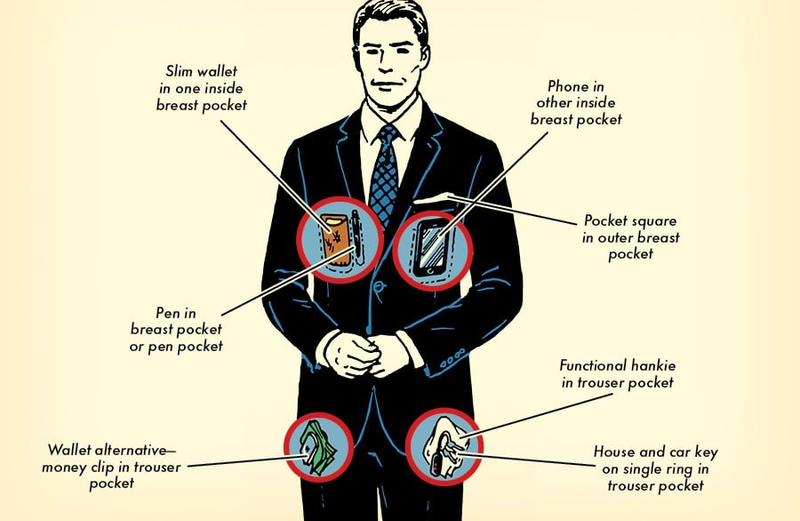 Slim wallet
in one inside
breast pocket
Phone in
other inside
breast pocket
Pocket square
in outer breast
pocket
Pen in
breast pocket
or pen pocket
Functional hankie
in trouser pocket
Wallet alternative—
money clip in trouser
pocket
House and car key
on single ring in
trouser pocket